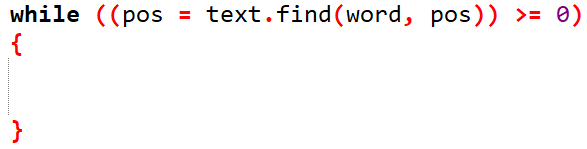 while ((pos = text.find(word, pos)) >= 0)
{
}